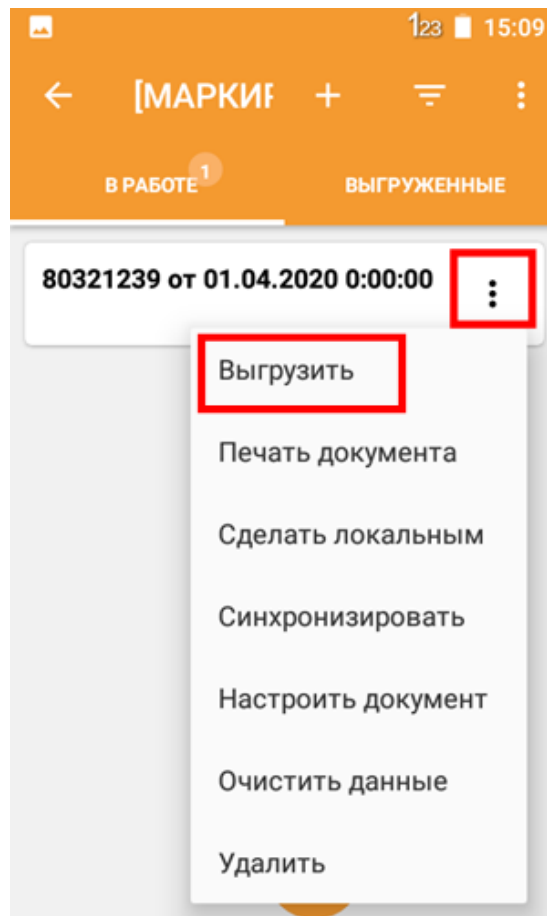 123 15:09
[МАРКИР
В РАБОТЕ 1 ВЫГРУЖЕННЫЕ
80321239 от 01.04.2020 0:00:00
Выгрузить
Печать документа
Сделать локальным
Синхронизировать
Настроить документ
Очистить данные
Удалить